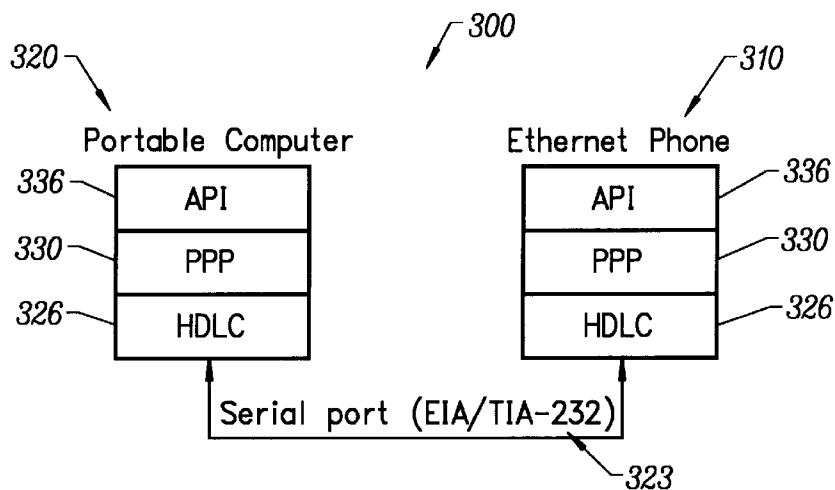 300
320
310
Portable Computer
Ethernet Phone
336
API
API
336
330
PPP
PPP
330
326
HDLC
HDLC
326
Serial port (EIA/TIA-232)
323